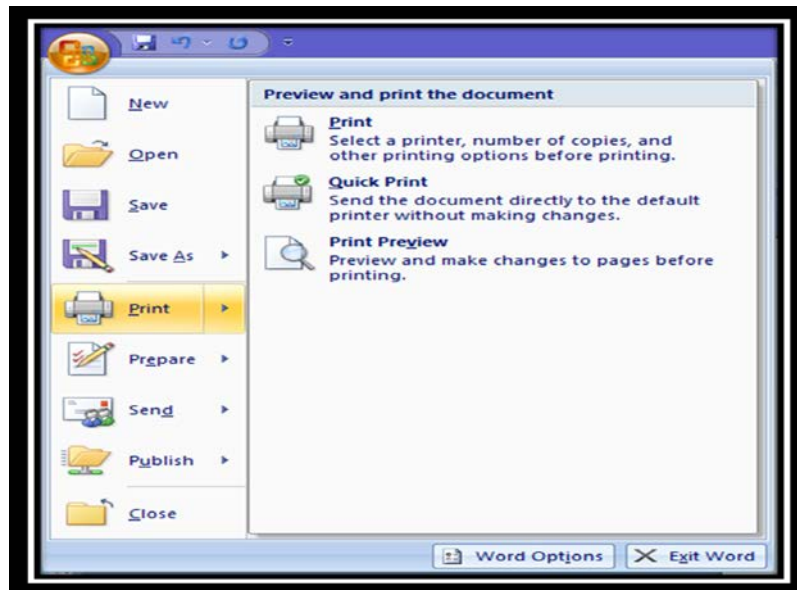 New
Open
Save
Save As
Print
Prepare
Send
Publish
Close
Preview and print the document
Print
Select a printer, number of copies, and
other printing options before printing.
Quick Print
Send the document directly to the default
printer without making changes.
Print Preview
Preview and make changes to pages before
printing.
Word Options
Exit Word